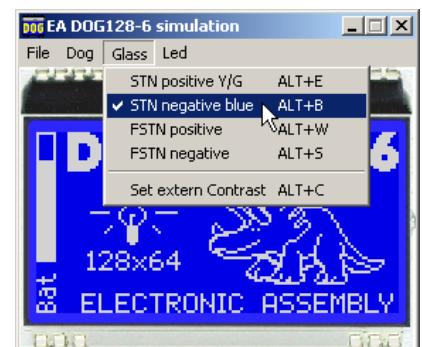 EA DOG128-6 simulation
File Dog Glass Led
STN positive Y/G ALT+E
STN negative blue ALT+B
FSTN positive ALT+W
FSTN negative ALT+S
Set extern Contrast ALT+C
D 6
128x64
Bat
ELECTRONIC ASSEMBLY